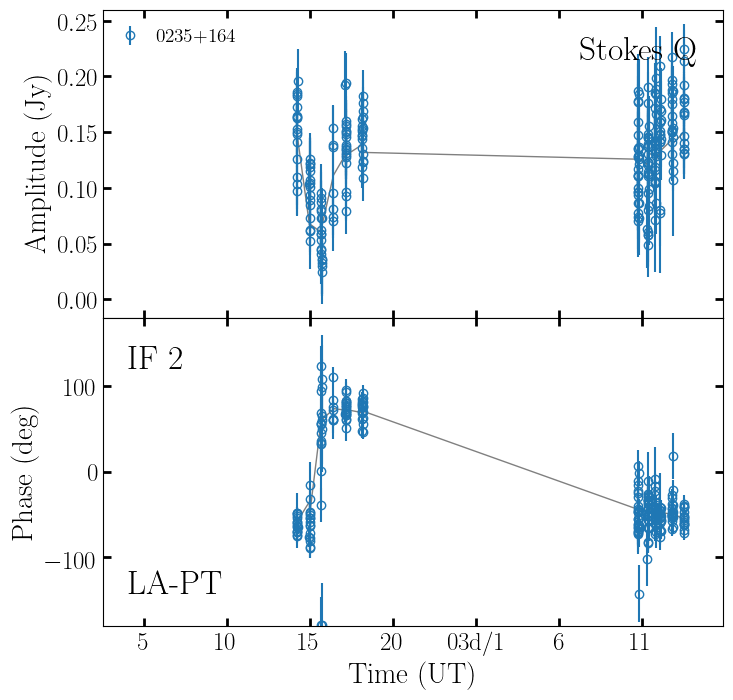 0235+164
Stokes Q
0.25
0.20
0.15
0.10
0.05
0.00
Amplitude (Jy)
IF 2
100
0
−100
Phase (deg)
LA-PT
5 10 15 20 03d/1 6 11
Time (UT)